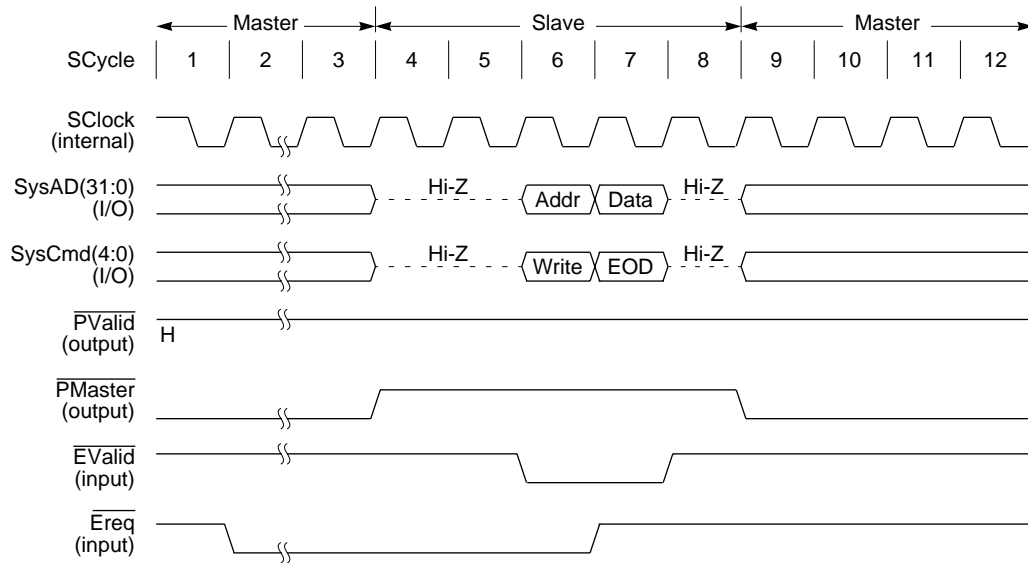 Master Slave Master
SCycle 1 2 3 4 5 6 7 8 9 10 11 12
SClock
(internal)
SysAD(31:0)
(I/O)
Hi-Z Addr Data Hi-Z
SysCmd(4:0)
(I/O)
Hi-Z Write EOD Hi-Z
PValid
(output)
H
PMaster
(output)
EValid
(input)
Ereq
(input)